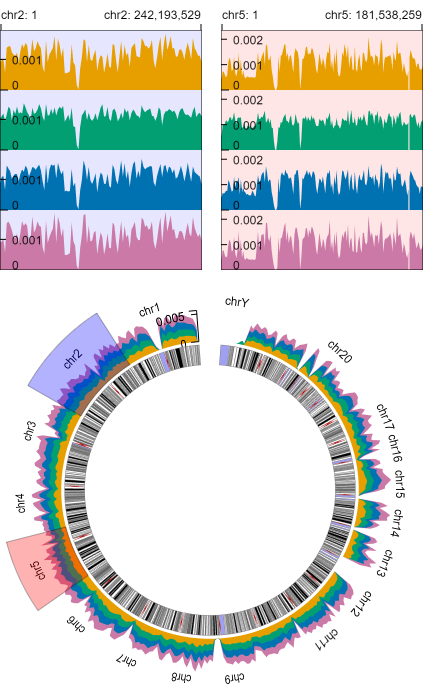 chr2: 1 chr2: 242,193,529 chr5: 1 chr5: 181,538,259
0.001
0
0.001
0
0.001
0
0.001
0
0.002
0.001
0
0.002
0.001
0
0.002
0.001
0
0.002
0.001
0
chr1
0.005
0
chrY
chr2
chr20
chr3
chr17
chr16
chr4
chr15
chr14
chr5
chr13
chr6
chr12
chr7
chr11
chr8
chr9